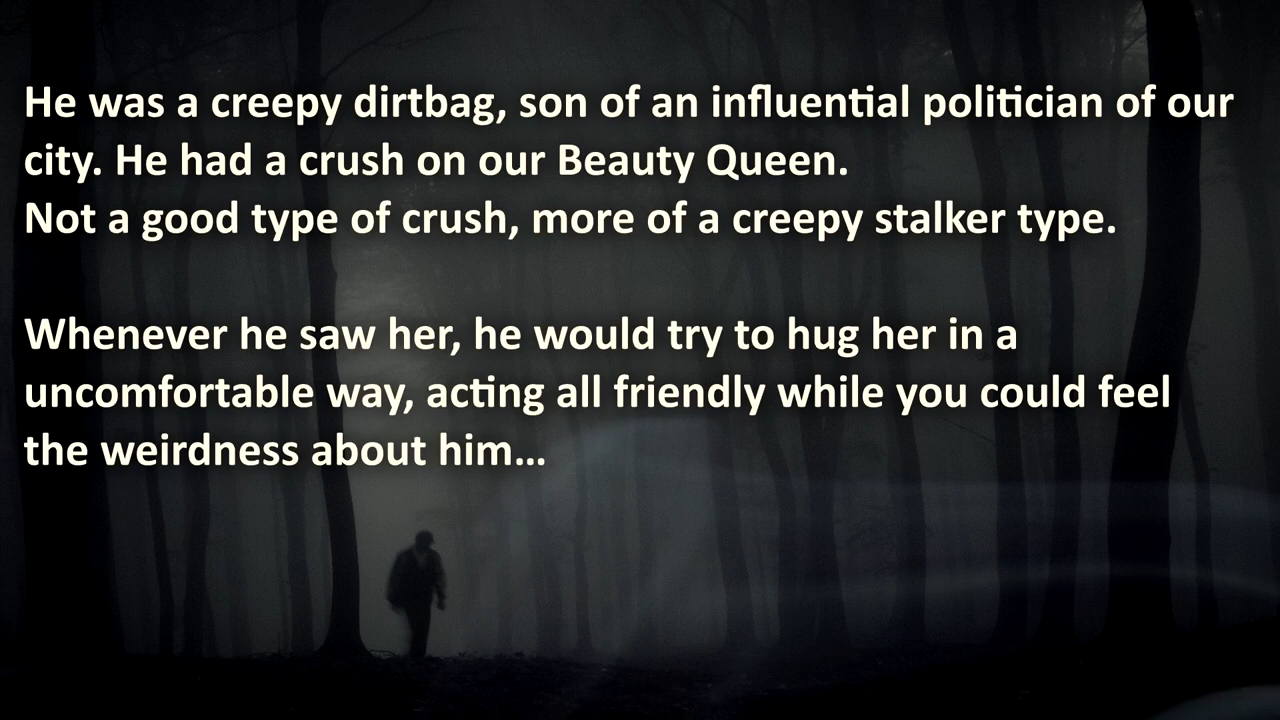 He was a creepy dirtbag, son of an influential politician of our
city. He had a crush on our Beauty Queen.
Not a good type of crush, more of a creepy stalker type.
Whenever he saw her, he would try to hug her in a
uncomfortable way, acting all friendly while you could feel
the weirdness about him...